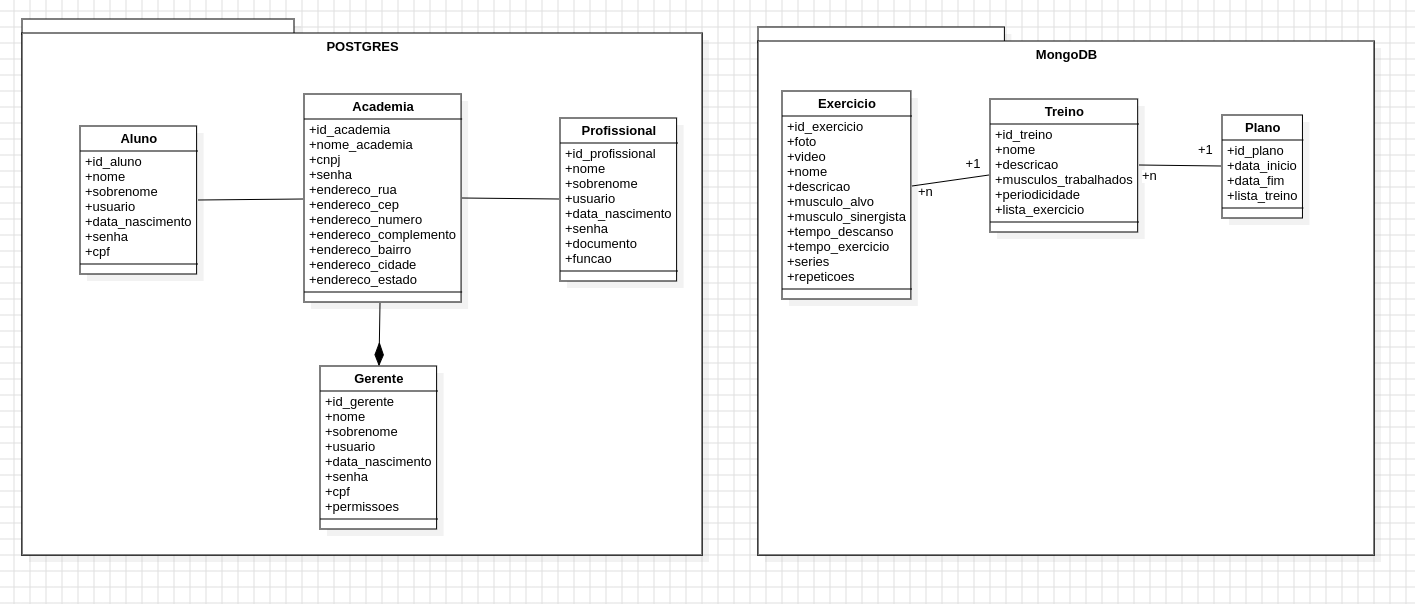 POSTGRES
Aluno
+id_aluno
+nome
+sobrenome
+usuario
+data_nascimento
+senha
+cpf
Academia
+id_academia
+nome_academia
+cnpj
+senha
+endereco_rua
+endereco_cep
+endereco_numero
+endereco_complemento
+endereco_bairro
+endereco_cidade
+endereco_estado
Profissional
+id_profissional
+nome
+sobrenome
+usuario
+data_nascimento
+senha
+documento
+funcao
Gerente
+id_gerente
+nome
+sobrenome
+usuario
+data_nascimento
+senha
+cpf
+permissoes
MongoDB
Exercicio
+id_exercicio
+foto
+video
+nome
+descricao
+musculo_alvo
+musculo_sinergista
+tempo_descanso
+tempo_exercicio
+series
+repeticoes
+1
+n
Treino
+id_treino
+nome
+descricao
+musculos_trabalhados
+periodicidade
+lista_exercicio
+1
+n
Plano
+id_plano
+data_inicio
+data_fim
+lista_treino